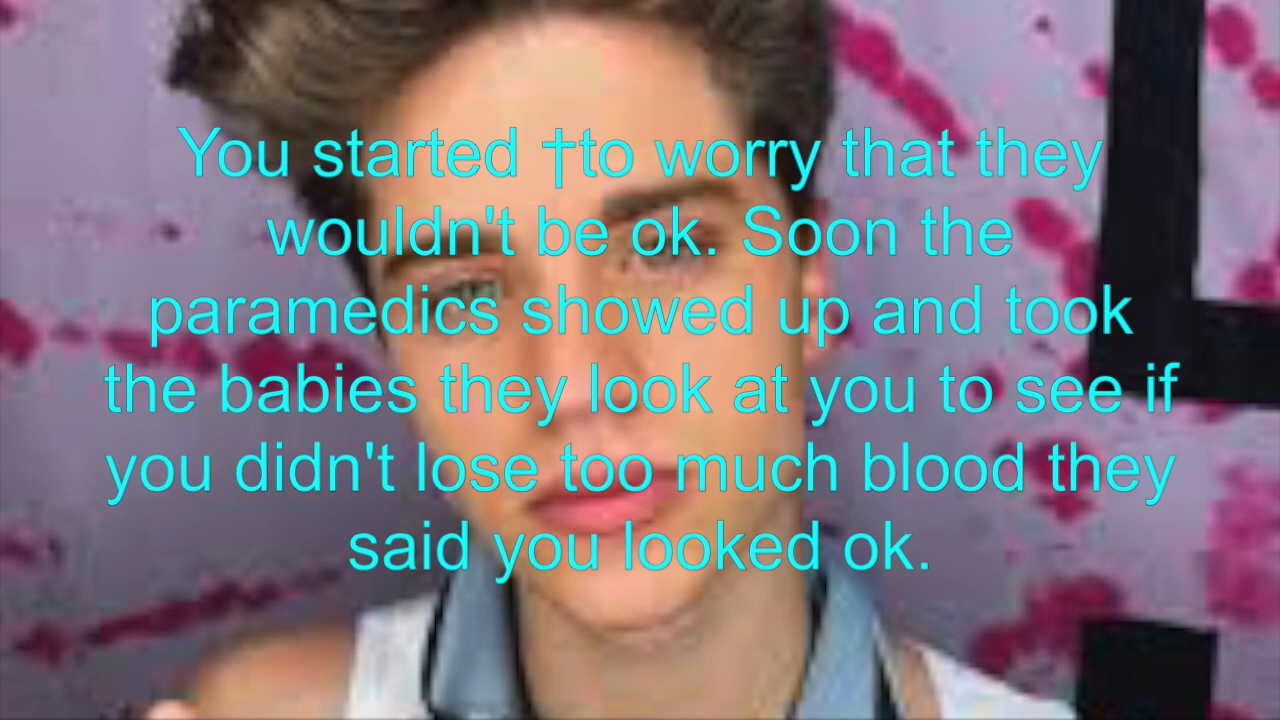 You started †to worry that they
wouldn't be ok. Soon the
paramedics showed up and took
the babies they look at you to see if
you didn't lose too much blood they
said you looked ok.